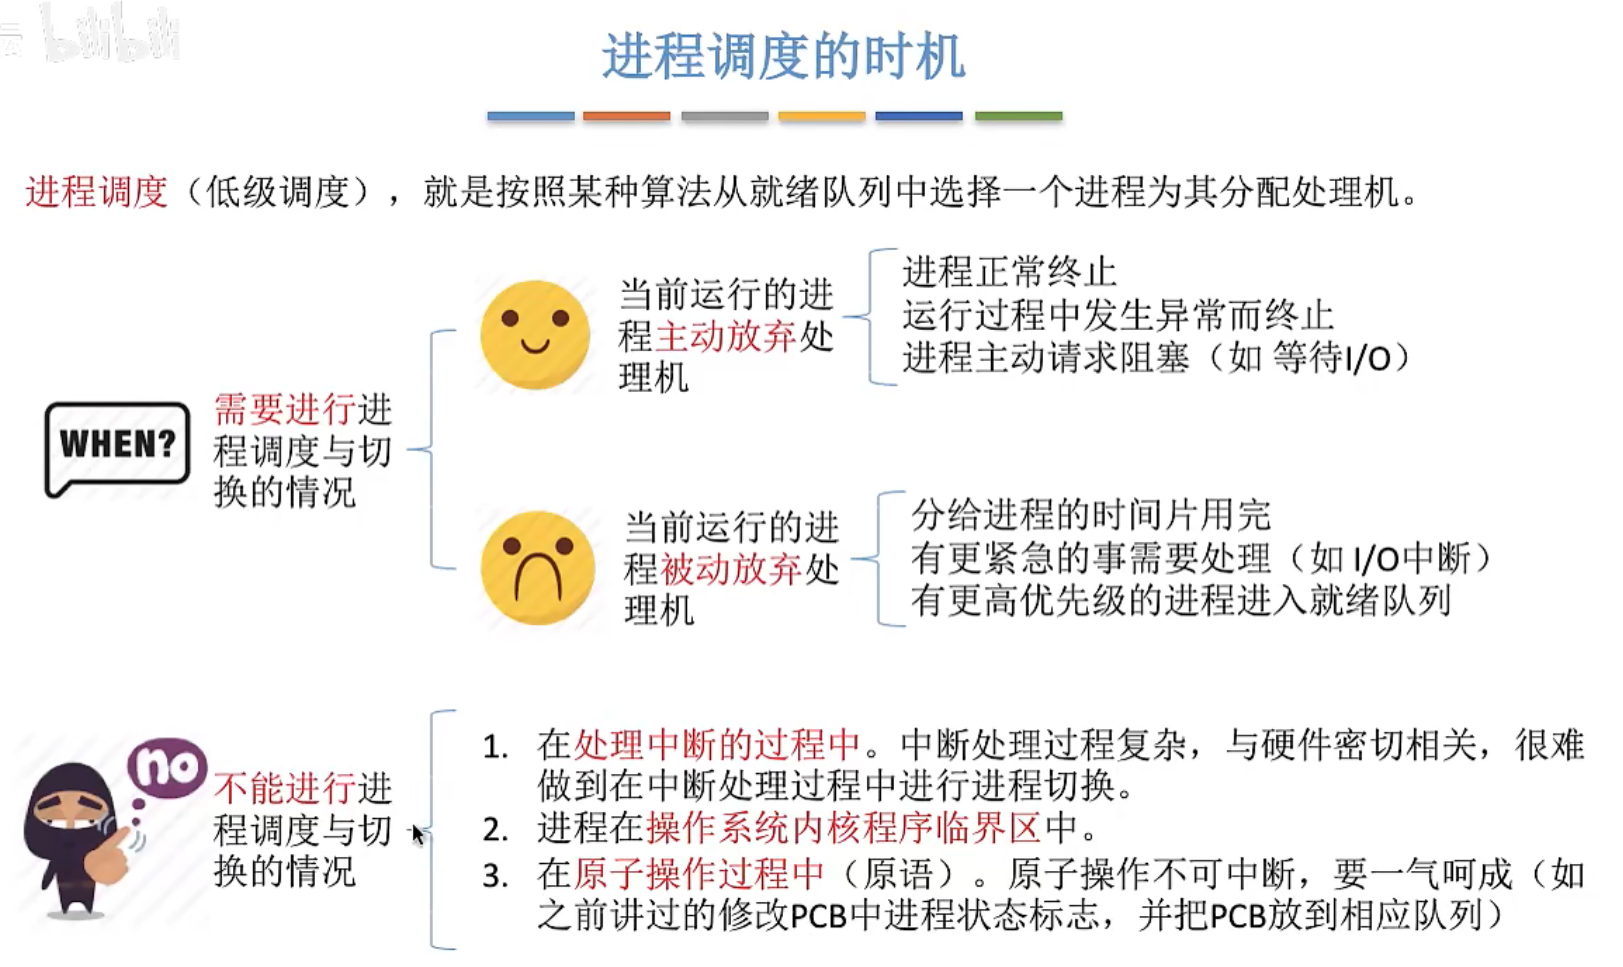 云 bilibili
进程调度的时机
进程调度（低级调度），就是按照某种算法从就绪队列中选择一个进程为其分配处理机。
WHEN?
需要进行进
程调度与切
换的情况
当前运行的进
程主动放弃处
理机
进程正常终止
运行过程中发生异常而终止
进程主动请求阻塞（如 等待I/O）
当前运行的进
程被动放弃处
理机
分给进程的时间片用完
有更紧急的事需要处理（如 I/O中断）
有更高优先级的进程进入就绪队列
no
不能进行进
程调度与切
换的情况
1. 在处理中断的过程中。中断处理过程复杂，与硬件密切相关，很难
做到在中断处理过程中进行进程切换。
2. 进程在操作系统内核程序临界区中。
3. 在原子操作过程中（原语）。原子操作不可中断，要一气呵成（如
之前讲过的修改PCB中进程状态标志，并把PCB放到相应队列）